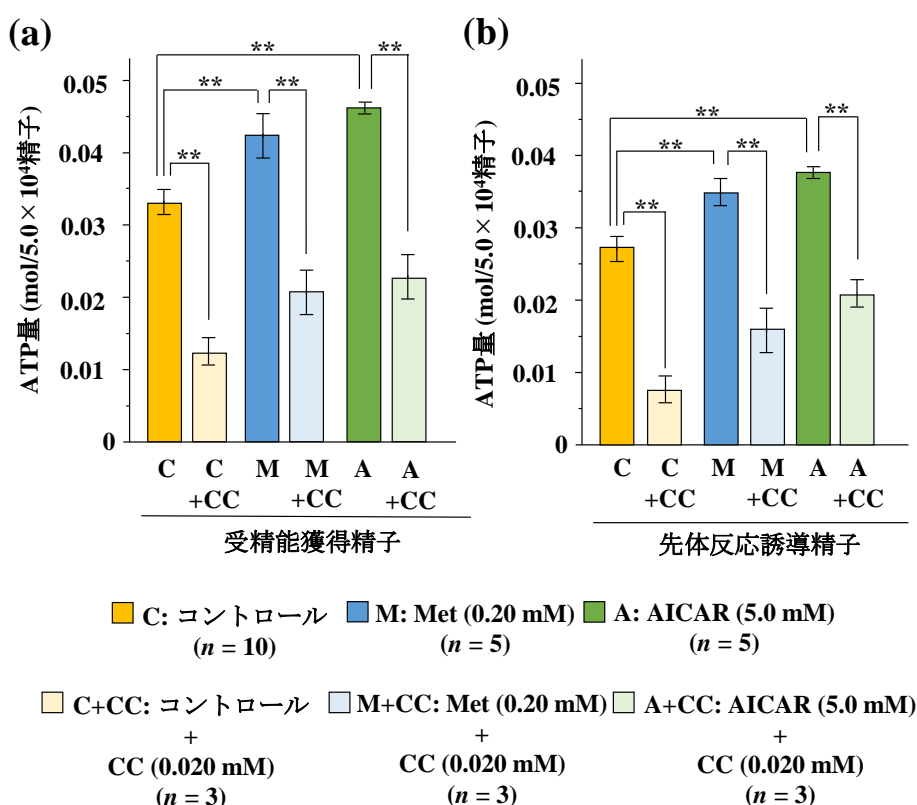 (a)
(b)
ATP量 (mol/5.0×10⁴精子)
0.05
0.04
0.03
0.02
0.01
0
** ** ** ** **
C C M M A A
+CC +CC +CC
受精能獲得精子
ATP量 (mol/5.0×10⁴精子)
0.05
0.04
0.03
0.02
0.01
0
** ** ** ** **
C C M M A A
+CC +CC +CC
先体反応誘導精子
C: コントロール
(n = 10)
M: Met (0.20 mM)
(n = 5)
A: AICAR (5.0 mM)
(n = 5)
C+CC: コントロール
+
CC (0.020 mM)
(n = 3)
M+CC: Met (0.20 mM)
+
CC (0.020 mM)
(n = 3)
A+CC: AICAR (5.0 mM)
+
CC (0.020 mM)
(n = 3)